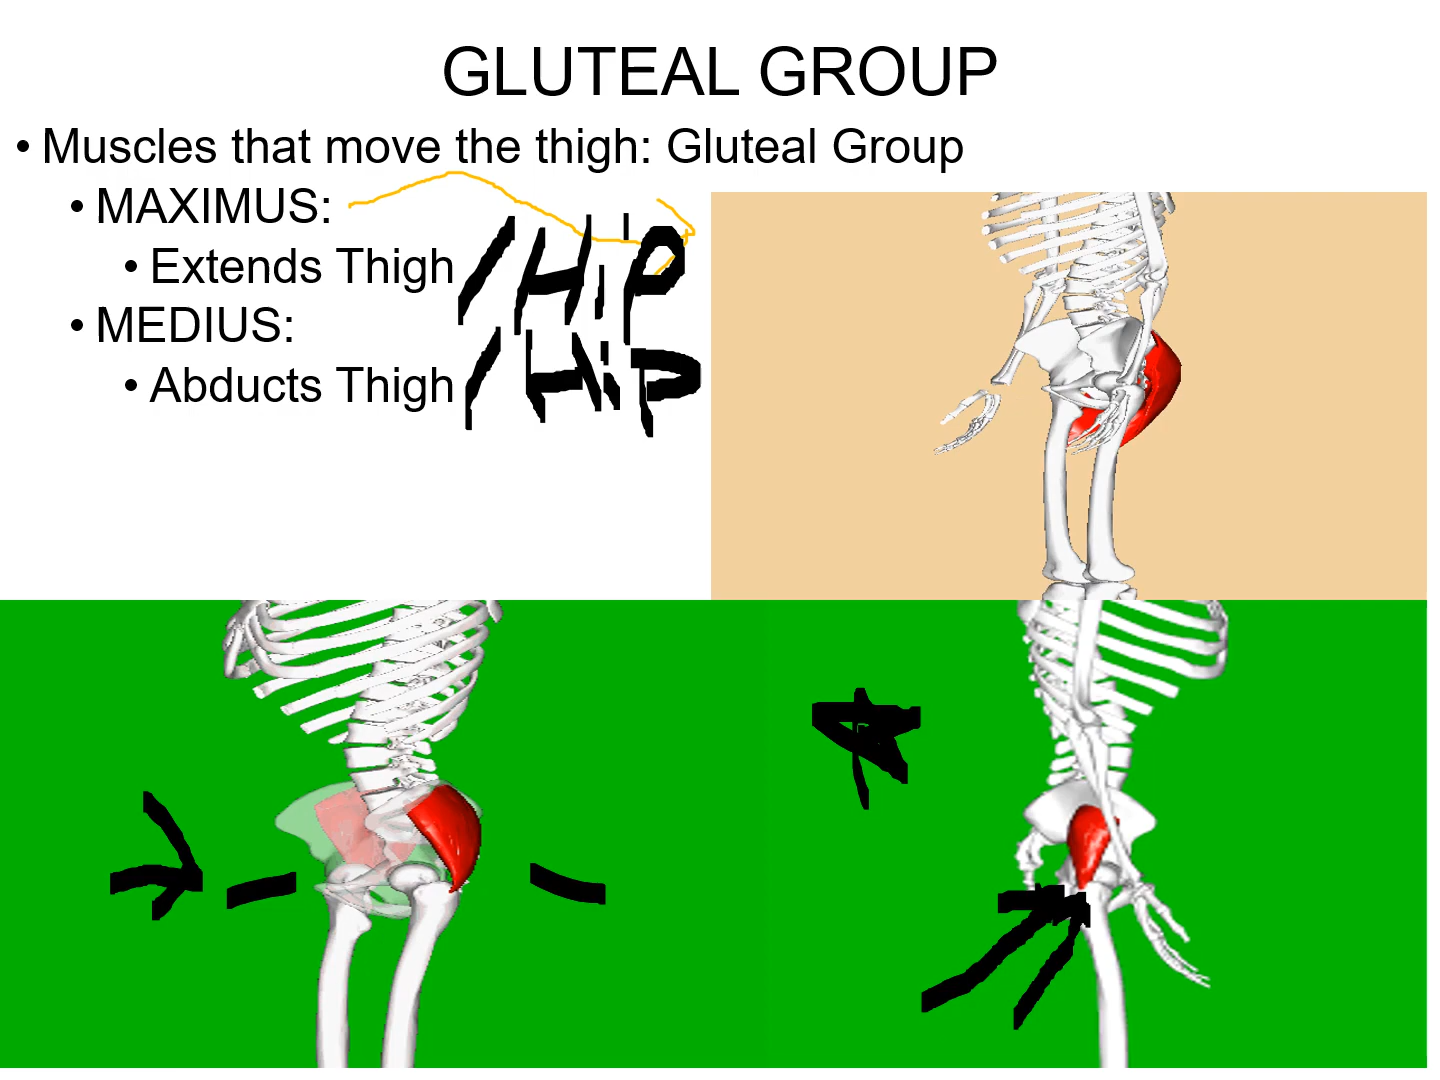 GLUTEAL GROUP
• Muscles that move the thigh: Gluteal Group
• MAXIMUS:
• Extends Thigh /HiP
• MEDIUS:
• Abducts Thigh /HiP